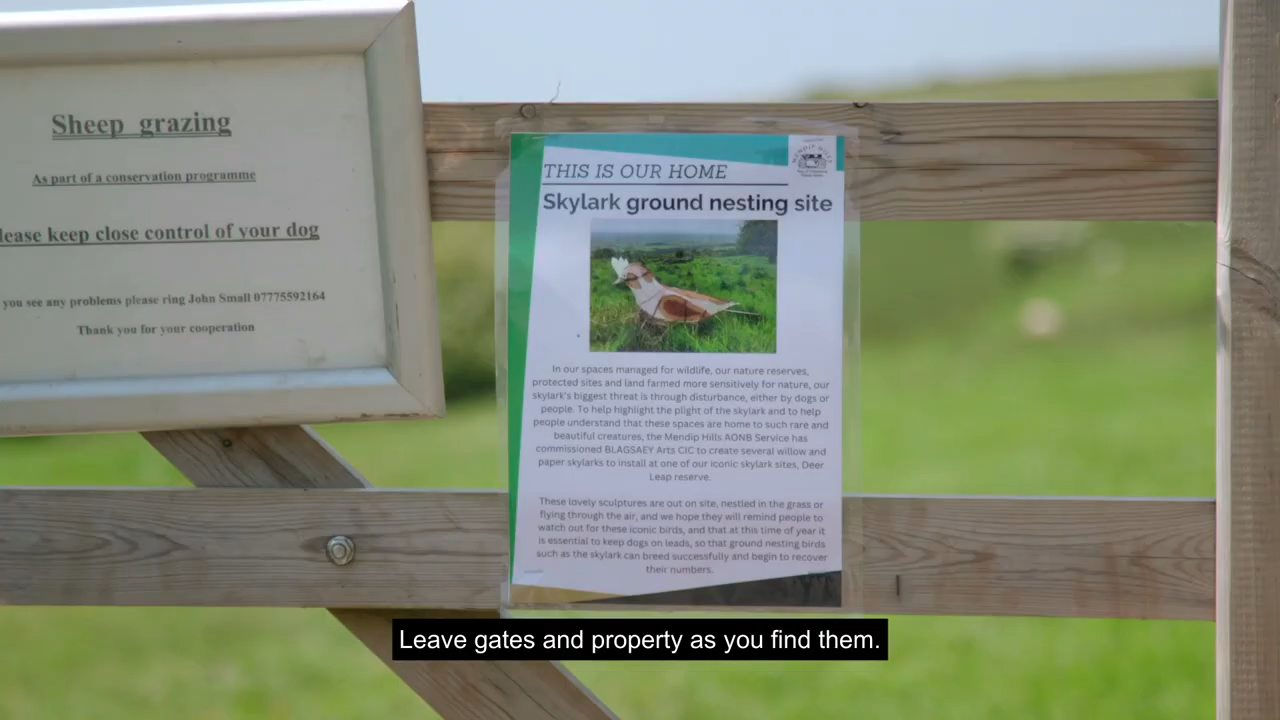 Sheep grazing
As part of a conservation programme
lease keep close control of your dog
you see any problems please ring John Small 07775592164
Thank you for your cooperation
THIS IS OUR HOME
MENDIP HILLS
Skylark ground nesting site
In our spaces managed for wildlife, our nature reserves,
protected sites and land farmed more sensitively for nature, our
skylark's biggest threat is through disturbance, either by dogs or
people. To help highlight the plight of the skylark and to help
people understand that these spaces are home to such rare and
beautiful creatures, the Mendip Hills AONB Service has
commissioned BLAGSAEY Arts CIC to create several willow and
paper skylarks to install at one of our iconic skylark sites, Deer
Leap reserve.
These lovely sculptures are out on site, nestled in the grass or
flying through the air, and we hope they will remind people to
watch out for these iconic birds, and that at this time of year it
is essential to keep dogs on leads, so that ground nesting birds
such as the skylark can breed successfully and begin to recover
their numbers.
Leave gates and property as you find them.